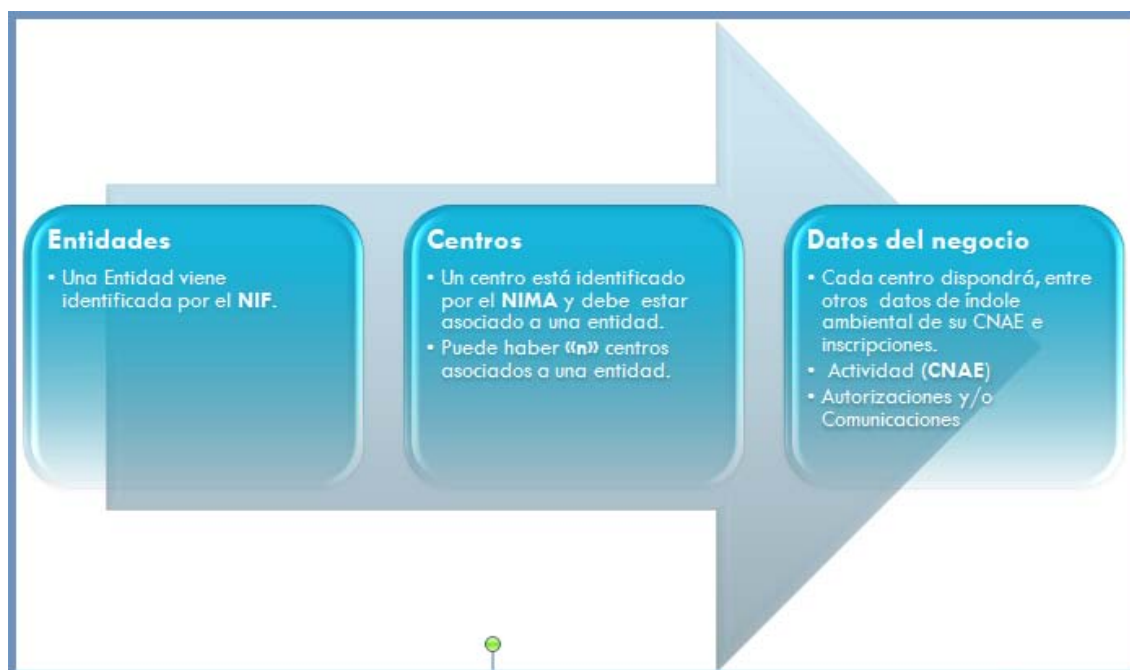 Entidades
• Una Entidad viene
identificada por el NIF.
Centros
• Un centro está identificado
por el NIMA y debe estar
asociado a una entidad.
• Puede haber «n» centros
asociados a una entidad.
Datos del negocio
• Cada centro dispondrá, entre
otros datos de índole
ambiental de su CNAE e
inscripciones.
• Actividad (CNAE)
• Autorizaciones y/o
Comunicaciones